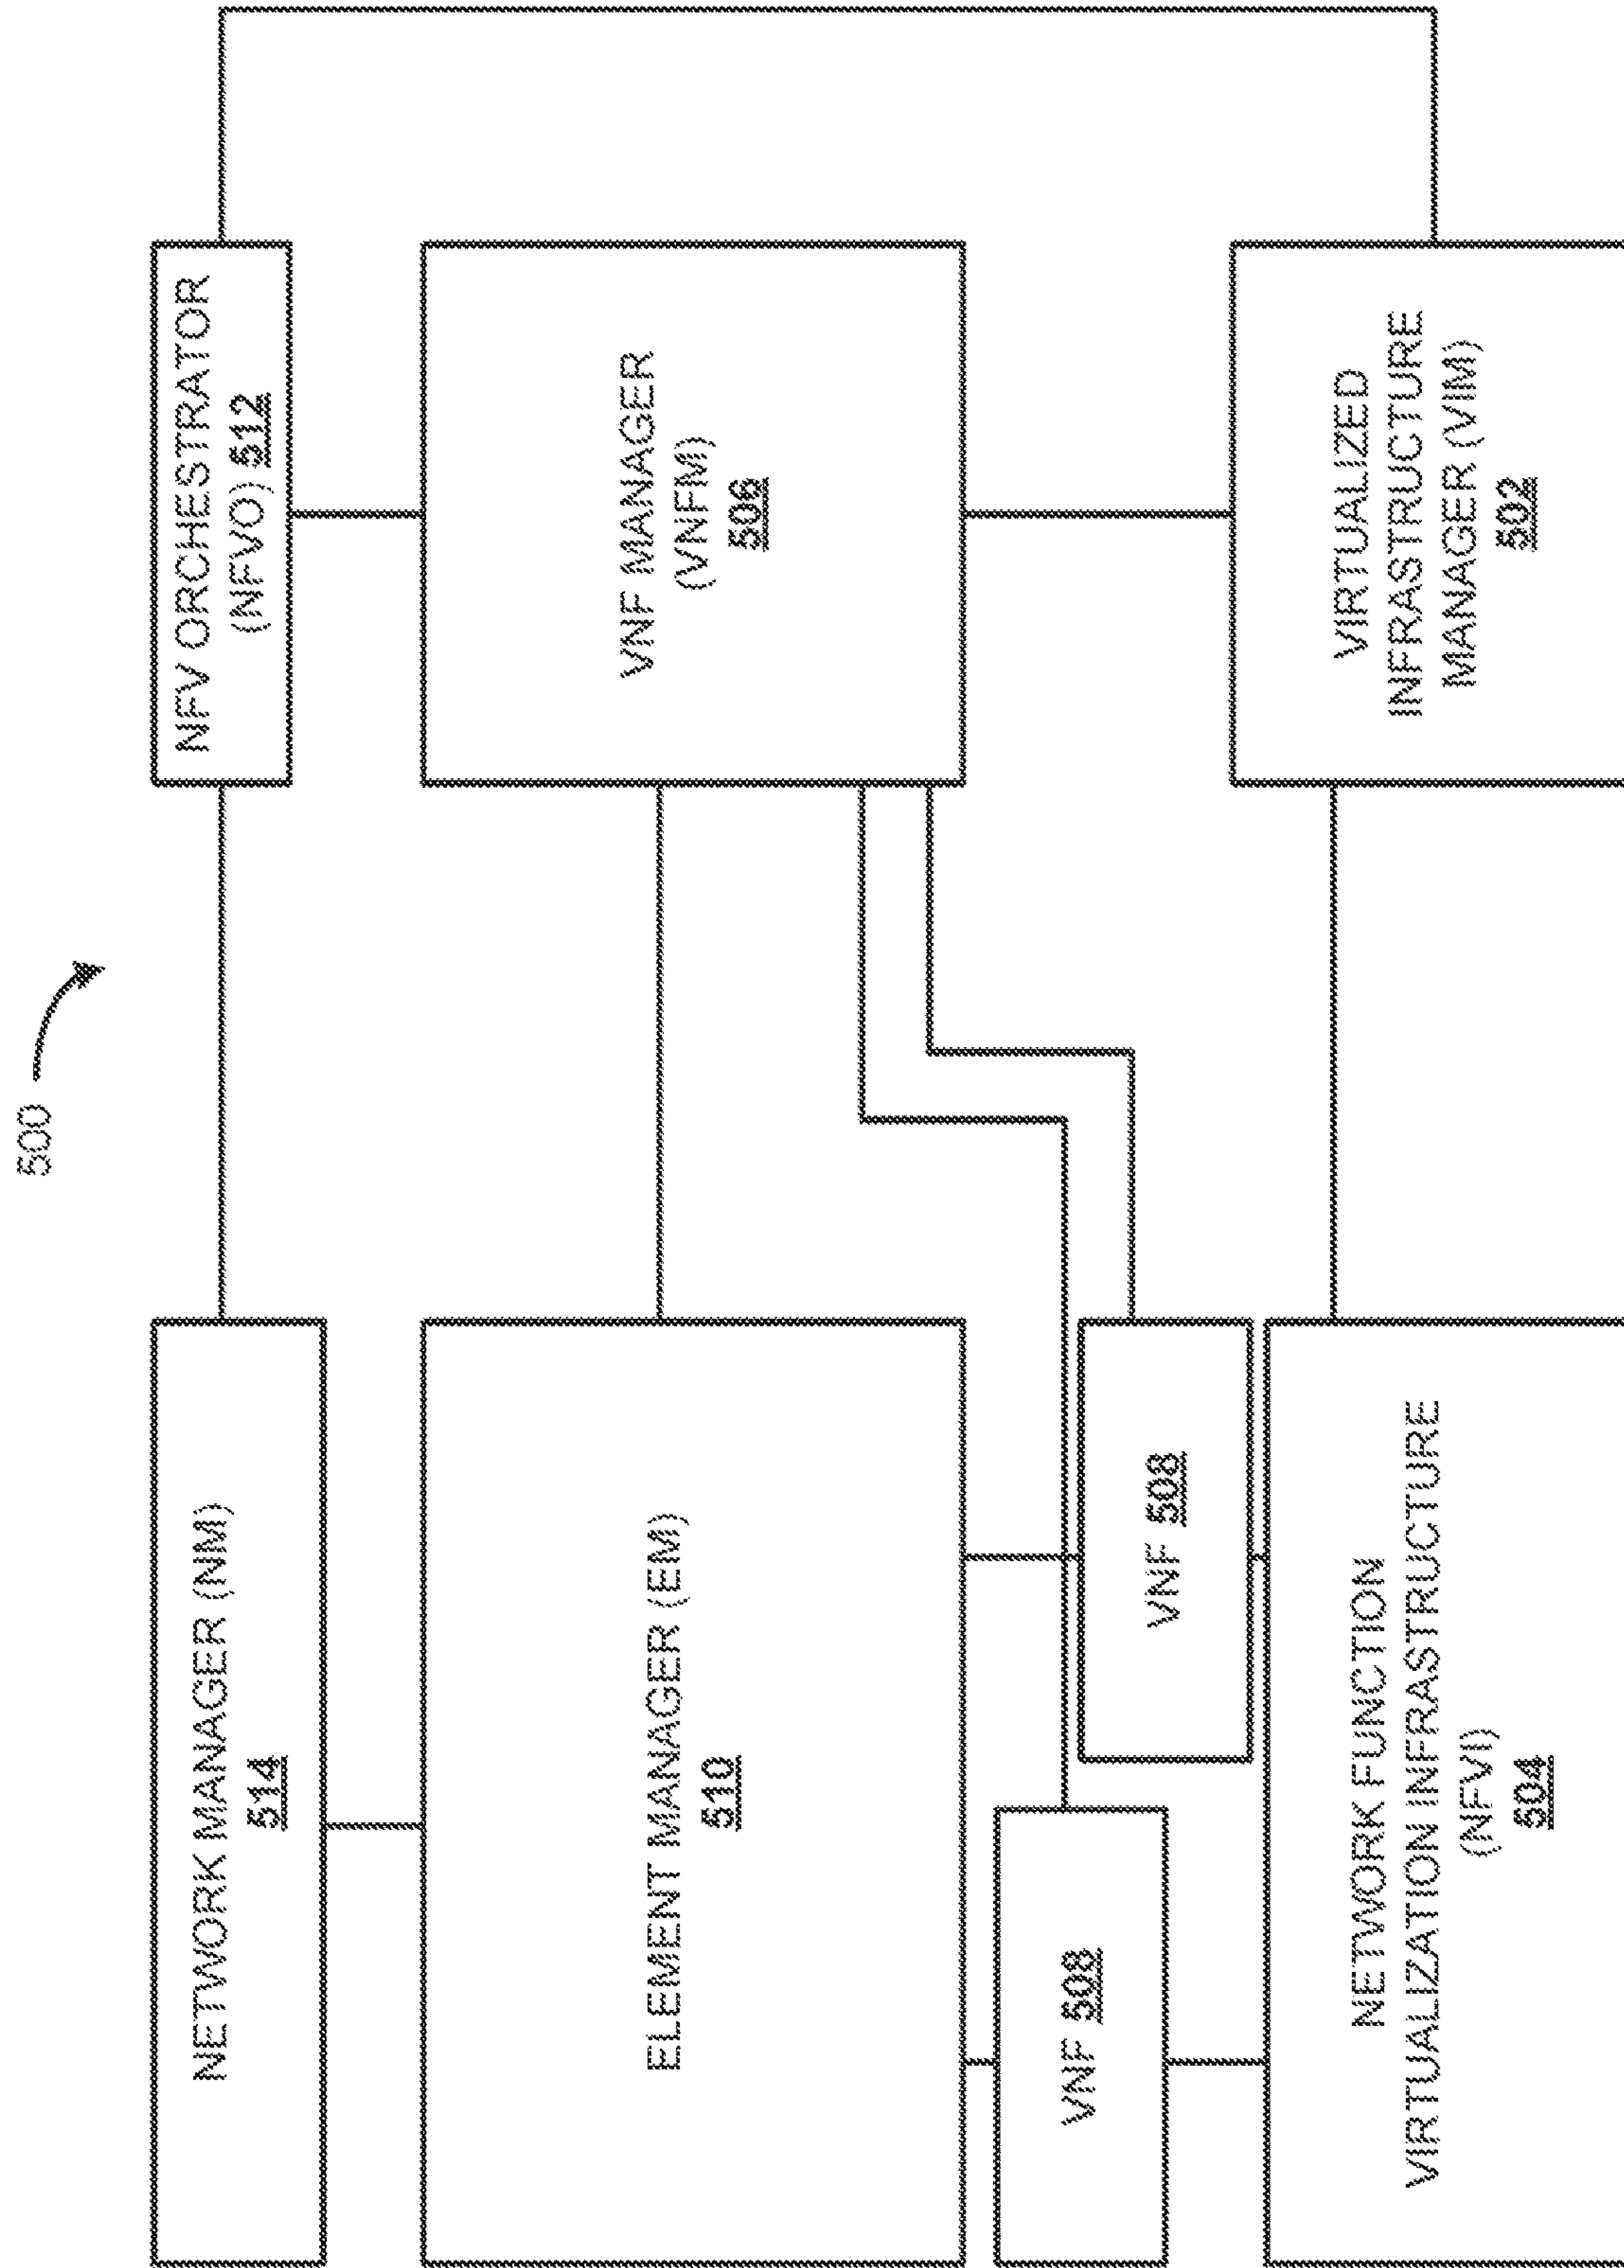 500
NETWORK MANAGER (NM)
514
NFV ORCHESTRATOR
(NFVO) 512
ELEMENT MANAGER (EM)
510
VNF MANAGER
(VNFM)
506
VNF 508
VNF 508
NETWORK FUNCTION
VIRTUALIZATION INFRASTRUCTURE
(NFVI)
504
VIRTUALIZED
INFRASTRUCTURE
MANAGER (VIM)
502